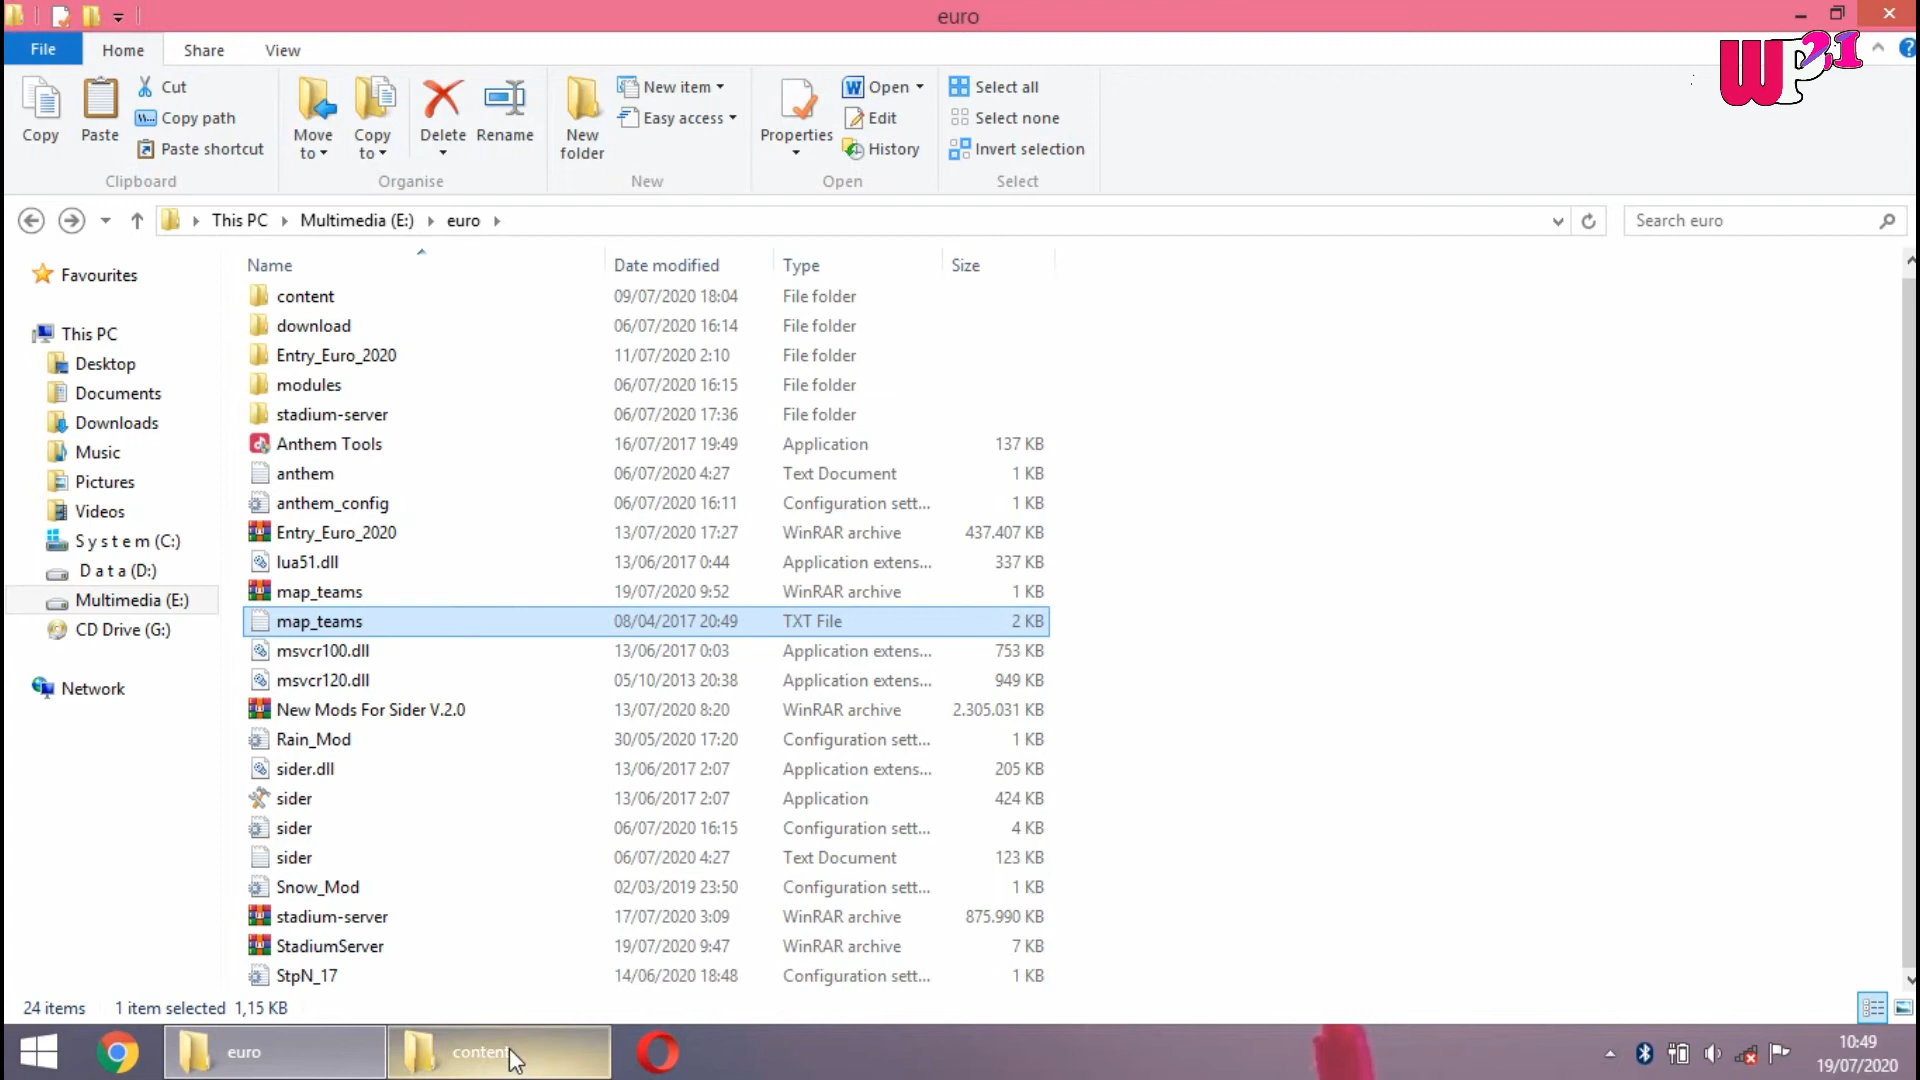 euro
File Home Share View
WP21
Copy
Paste
Cut
Copy path
Paste shortcut
Clipboard
Move to
Copy to
Delete
Rename
Organise
New folder
New item
Easy access
New
Properties
Open
Edit
History
Open
Select all
Select none
Invert selection
Select
This PC Multimedia (E:) euro
Search euro
Favourites
This PC
Desktop
Documents
Downloads
Music
Pictures
Videos
S y s t e m (C:)
D a t a (D:)
Multimedia (E:)
CD Drive (G:)
Network
Name Date modified Type Size
content 09/07/2020 18:04 File folder
download 06/07/2020 16:14 File folder
Entry_Euro_2020 11/07/2020 2:10 File folder
modules 06/07/2020 16:15 File folder
stadium-server 06/07/2020 17:36 File folder
Anthem Tools 16/07/2017 19:49 Application 137 KB
anthem 06/07/2020 4:27 Text Document 1 KB
anthem_config 06/07/2020 16:11 Configuration sett... 1 KB
Entry_Euro_2020 13/07/2020 17:27 WinRAR archive 437.407 KB
lua51.dll 13/06/2017 0:44 Application extens... 337 KB
map_teams 19/07/2020 9:52 WinRAR archive 1 KB
map_teams 08/04/2017 20:49 TXT File 2 KB
msvcr100.dll 13/06/2017 0:03 Application extens... 753 KB
msvcr120.dll 05/10/2013 20:38 Application extens... 949 KB
New Mods For Sider V.2.0 13/07/2020 8:20 WinRAR archive 2.305.031 KB
Rain_Mod 30/05/2020 17:20 Configuration sett... 1 KB
sider.dll 13/06/2017 2:07 Application extens... 205 KB
sider 13/06/2017 2:07 Application 424 KB
sider 06/07/2020 16:15 Configuration sett... 4 KB
sider 06/07/2020 4:27 Text Document 123 KB
Snow_Mod 02/03/2019 23:50 Configuration sett... 1 KB
stadium-server 17/07/2020 3:09 WinRAR archive 875.990 KB
StadiumServer 19/07/2020 9:47 WinRAR archive 7 KB
StpN_17 14/06/2020 18:48 Configuration sett... 1 KB
24 items 1 item selected 1,15 KB
euro
content
10:49
19/07/2020